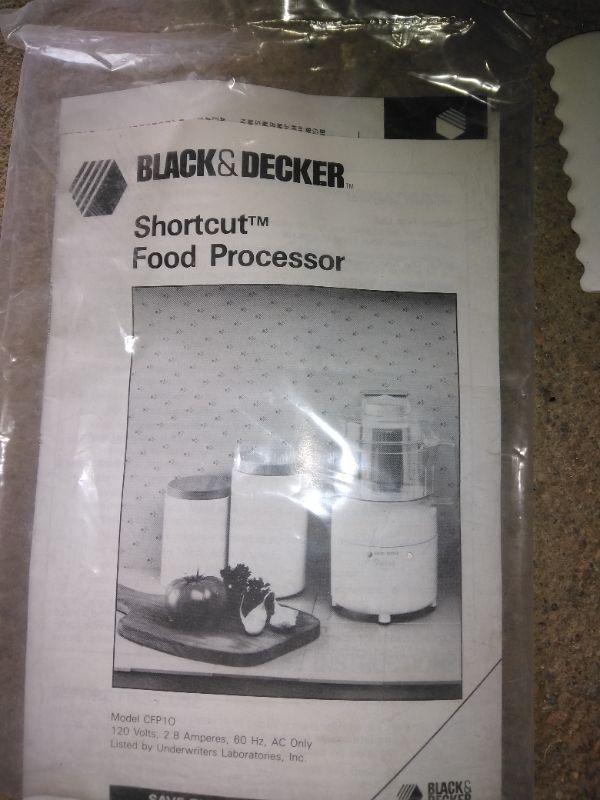 BLACK&DECKER™
Shortcut™
Food Processor
Model CFP10
120 Volts, 2.8 Amperes, 60 Hz, AC Only
Listed by Underwriters Laboratories, Inc.
BLACK&
DECKER